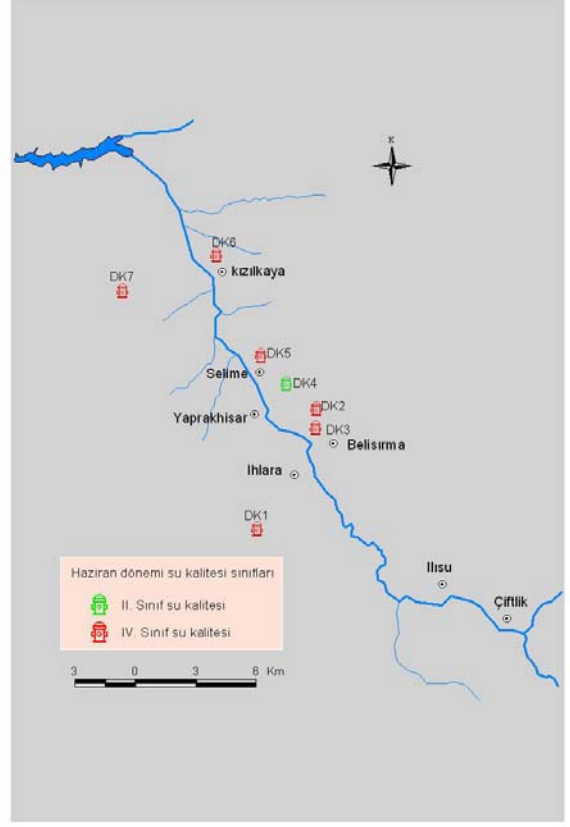 K
DK6
kızılkaya
DK7
DK5
Selime
DK4
Yaprakhisar
DK2
DK3
Belisırma
Ihlara
DK1
Haziran dönemi su kalitesi sınıfları
II. Sınıf su kalitesi
IV. Sınıf su kalitesi
Ilısu
Çiftlik
3 0 3 6 Km